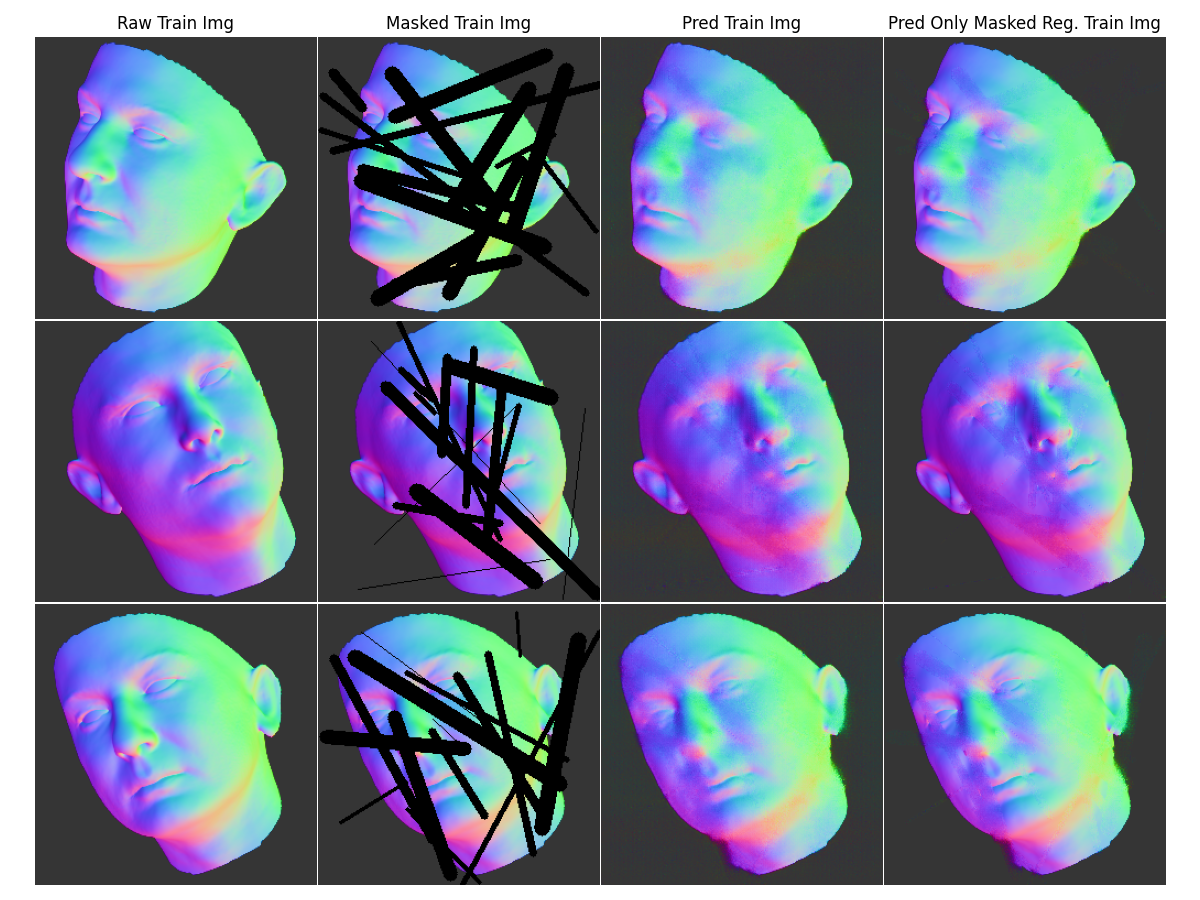 Raw Train Img
Masked Train Img
Pred Train Img
Pred Only Masked Reg. Train Img